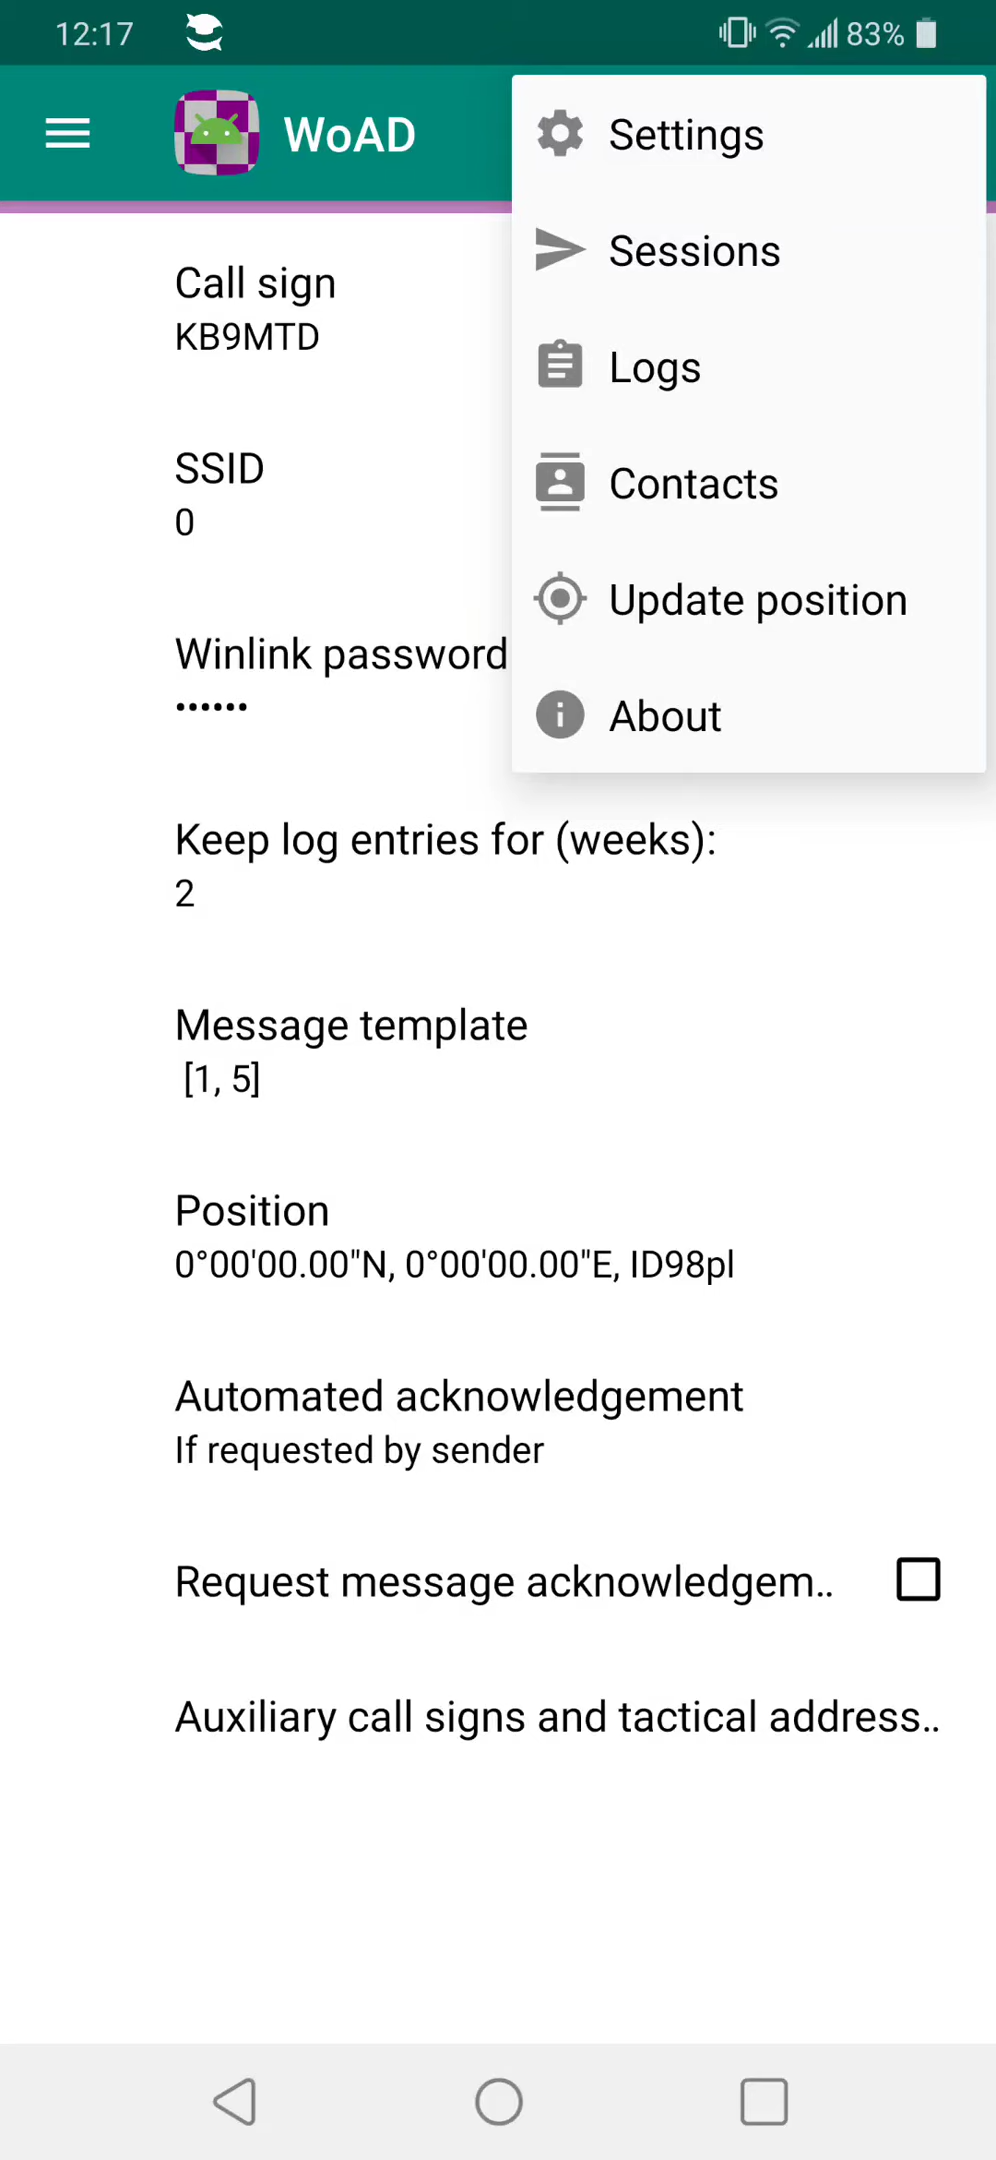 12:17
83%
WoAD
Settings
Sessions
Logs
Contacts
Update position
About
Call sign
KB9MTD
SSID
0
Winlink password
••••••
Keep log entries for (weeks):
2
Message template
[1, 5]
Position
0°00'00.00"N, 0°00'00.00"E, ID98pl
Automated acknowledgement
If requested by sender
Request message acknowledgem..
Auxiliary call signs and tactical address..